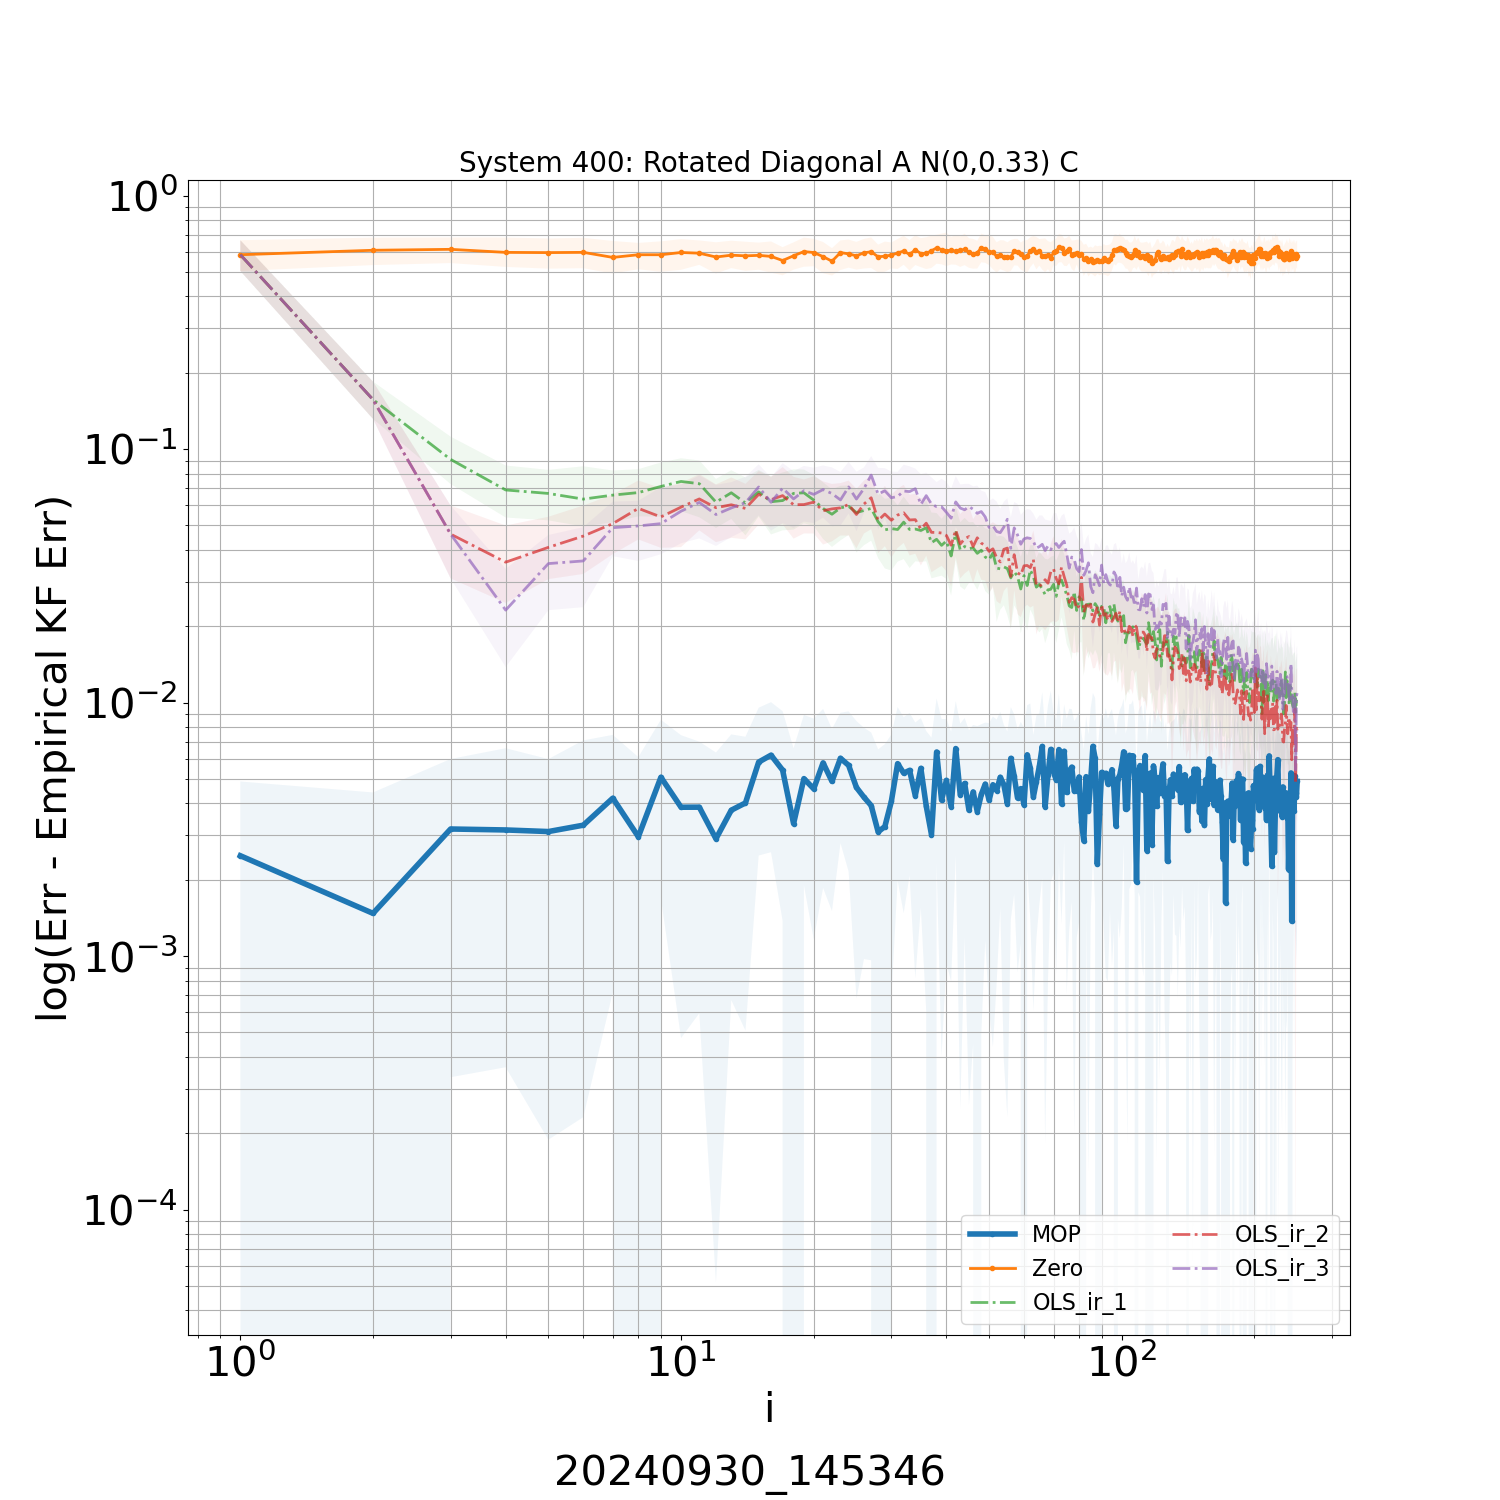 System 400: Rotated Diagonal A N(0,0.33) C
log(Err - Empirical KF Err)
10^0
10^-1
10^-2
10^-3
10^-4
10^0 10^1 10^2
i
MOP
Zero
OLS_ir_1
OLS_ir_2
OLS_ir_3
20240930_145346